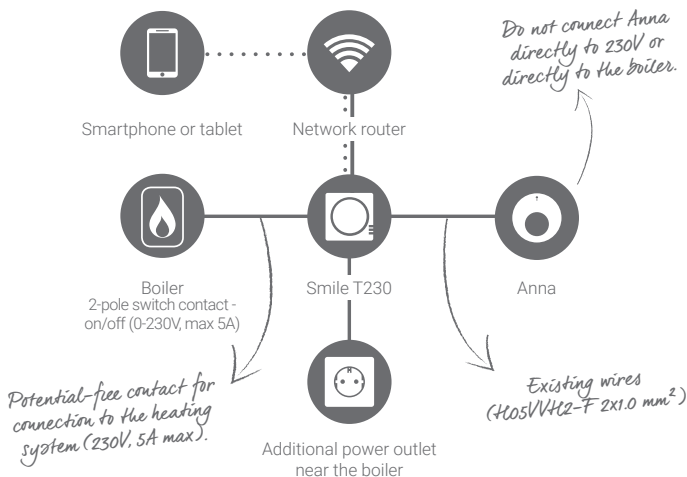 Do not connect Anna
directly to 230V or
directly to the boiler.
Smartphone or tablet
Network router
Boiler
2-pole switch contact -
on/off (0-230V, max 5A)
Smile T230
Anna
Potential-free contact for
connection to the heating
system (230V, 5A max).
Existing wires
(H05VVH2-F 2x1.0 mm²)
Additional power outlet
near the boiler